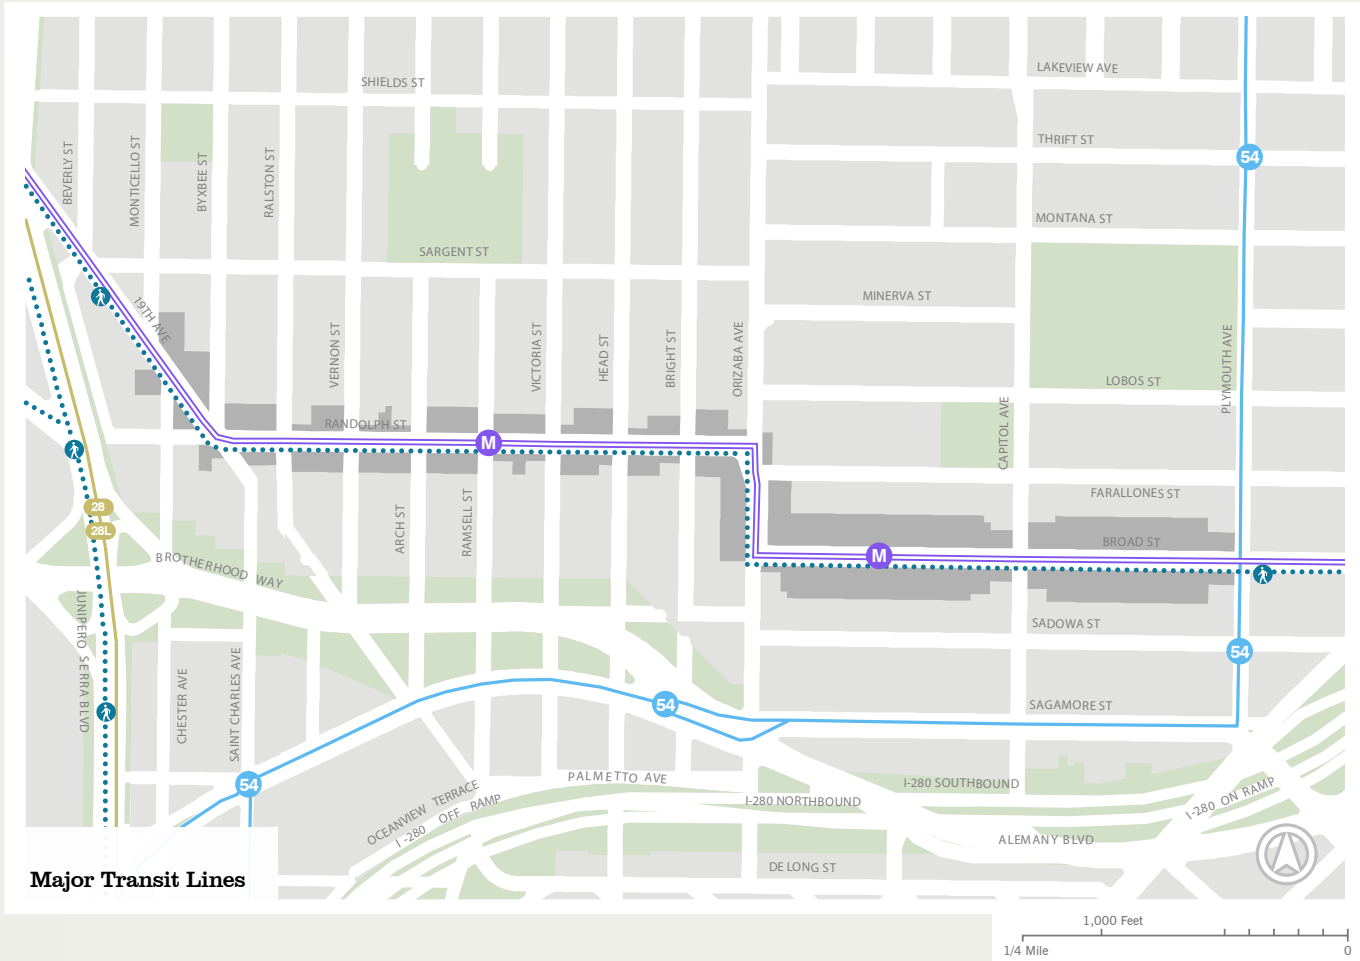 LAKEVIEW AVE
SHIELDS ST
THRIFT ST
54
BEVERLY ST
MONTICELLO ST
BYXBEE ST
RALSTON ST
MONTANA ST
SARGENT ST
MINERVA ST
19TH AVE
VERNON ST
VICTORIA ST
HEAD ST
BRIGHT ST
ORIZABA AVE
PLYMOUTH AVE
LOBOS ST
CAPITOL AVE
RANDOLPH ST
M
FARALLONES ST
28
28L
ARCH ST
RAMSELL ST
BROAD ST
M
BROTHERHOOD WAY
JUNIPERO SERRA BLVD
SADOWA ST
54
CHESTER AVE
SAINT CHARLES AVE
54
SAGAMORE ST
54
PALMETTO AVE
I-280 SOUTHBOUND
OCEANVIEW TERRACE
I-280 OFF RAMP
I-280 NORTHBOUND
I-280 ON RAMP
ALEMANY BLVD
DE LONG ST
Major Transit Lines
1,000 Feet
1/4 Mile
0